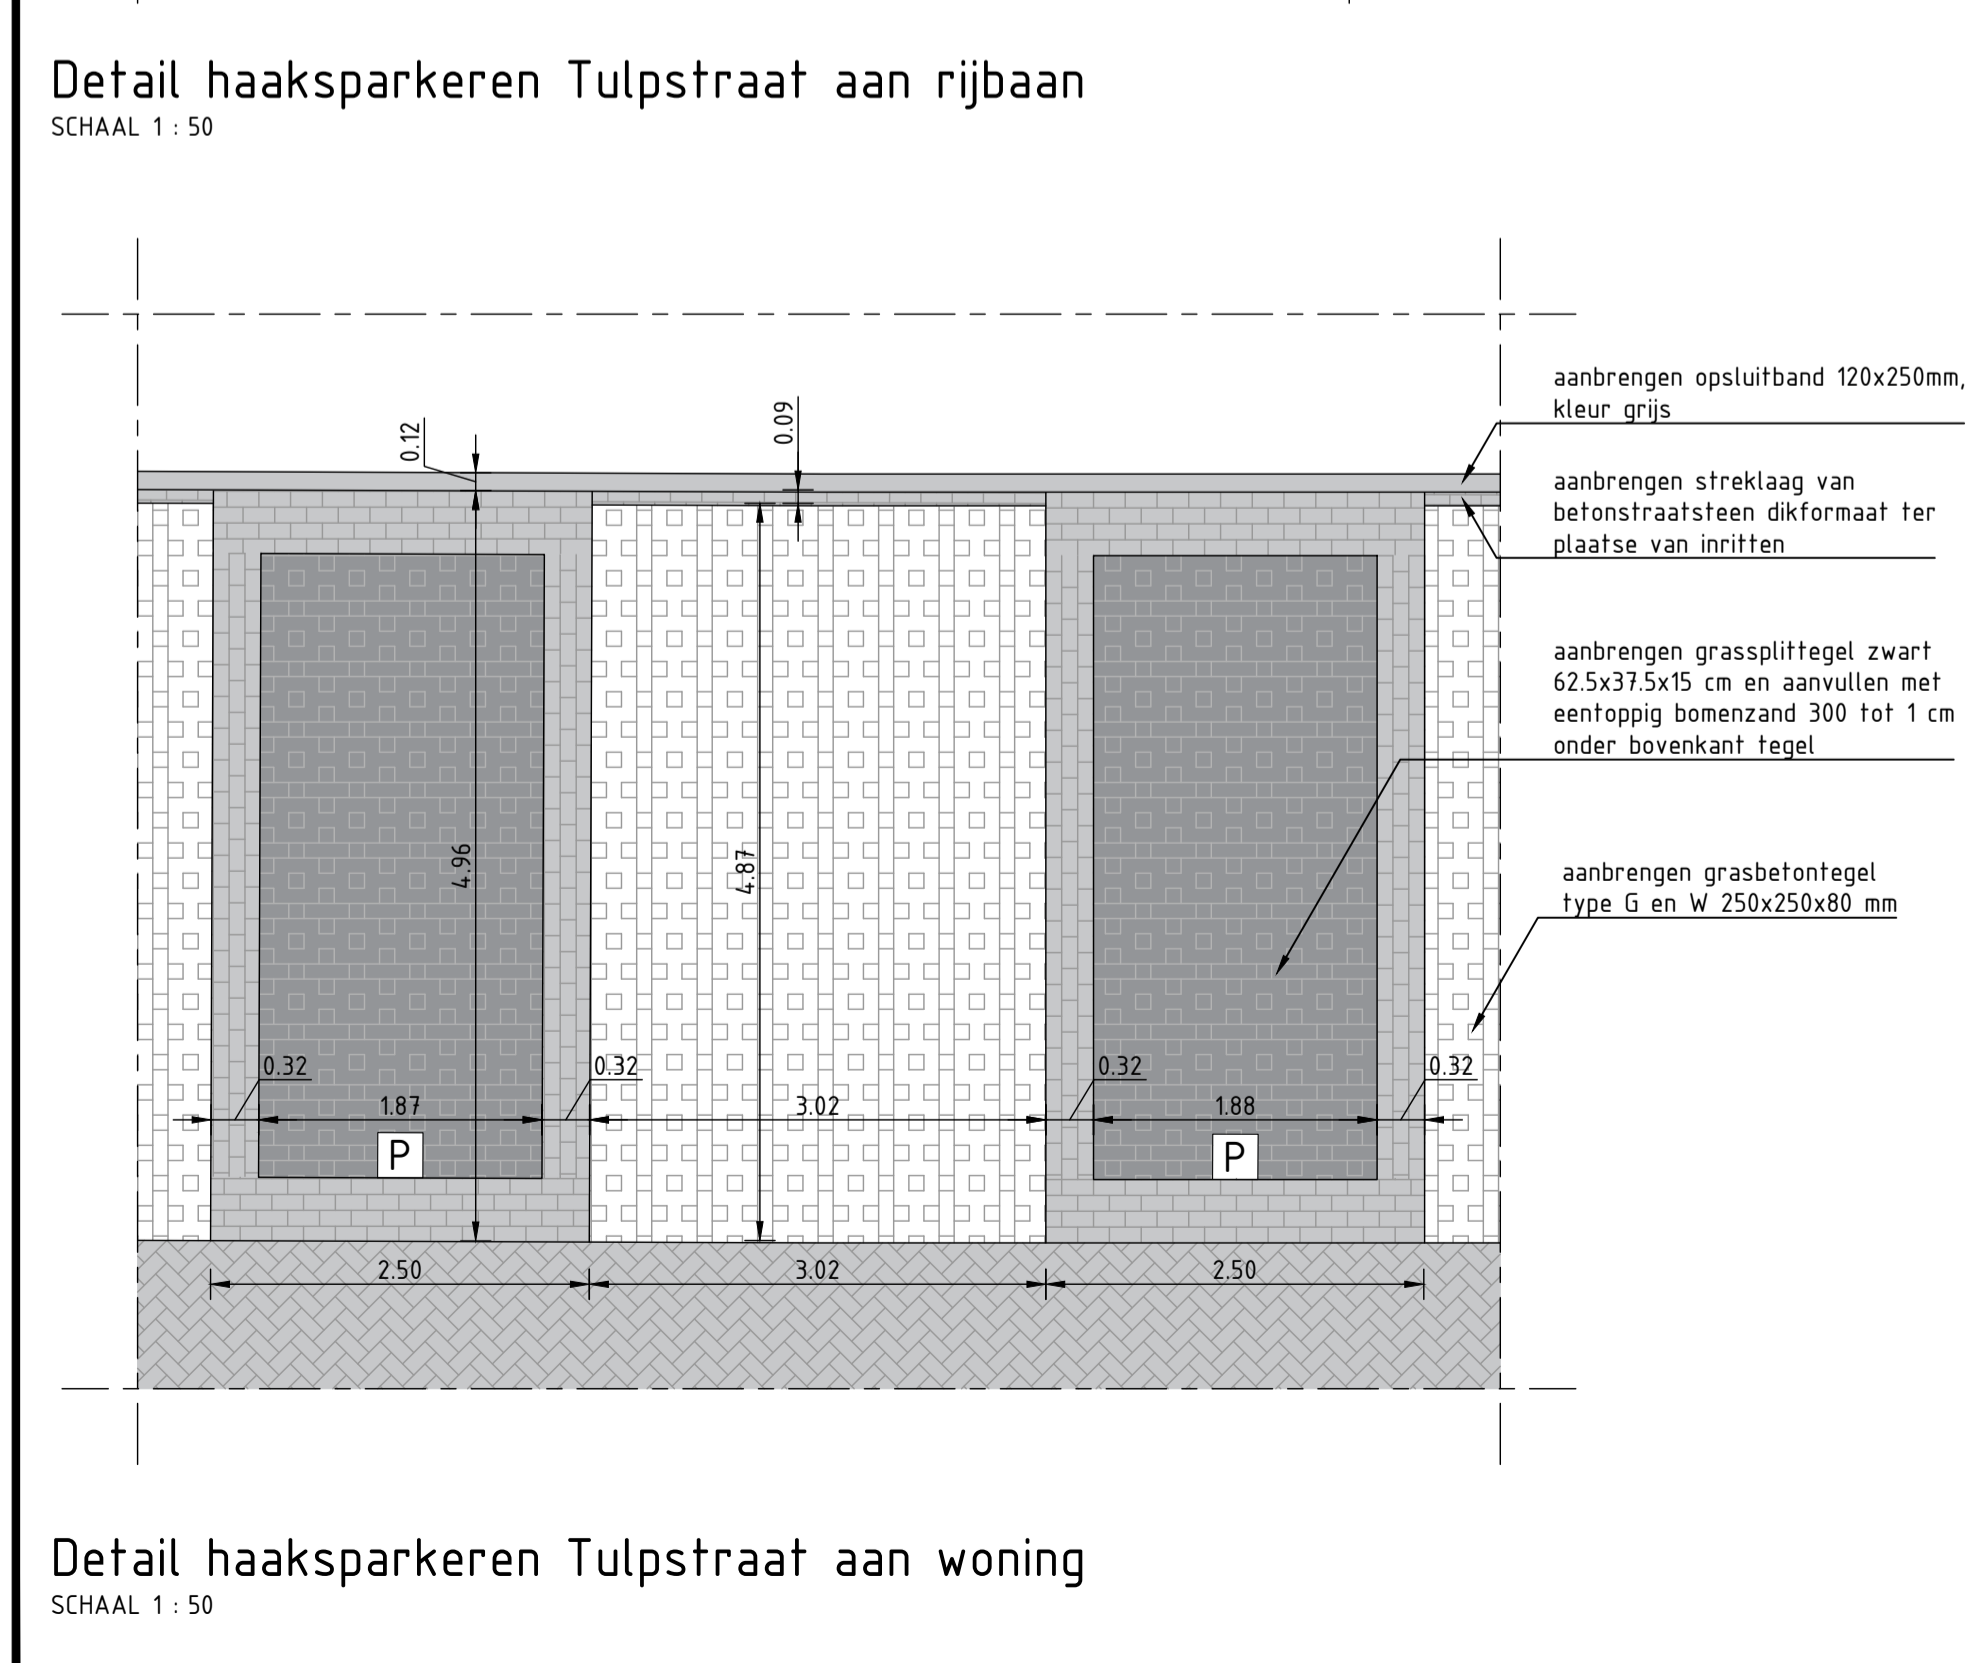 Detail haaksparkeren Tulpstraat aan rijbaan
SCHAAL 1 : 50
aanbrengen opsluitband 120x250mm,
kleur grijs
0.12
0.09
aanbrengen streklaag van
betonstraatsteen dikformaat ter
plaatse van inritten
aanbrengen grassplittegel zwart
62.5x37.5x15 cm en aanvullen met
eentoppig bomenzand 300 tot 1 cm
onder bovenkant tegel
4.96
4.87
aanbrengen grasbetontegel
type G en W 250x250x80 mm
0.32
0.32
0.32
0.32
1.87
3.02
1.88
P
P
2.50
3.02
2.50
Detail haaksparkeren Tulpstraat aan woning
SCHAAL 1 : 50